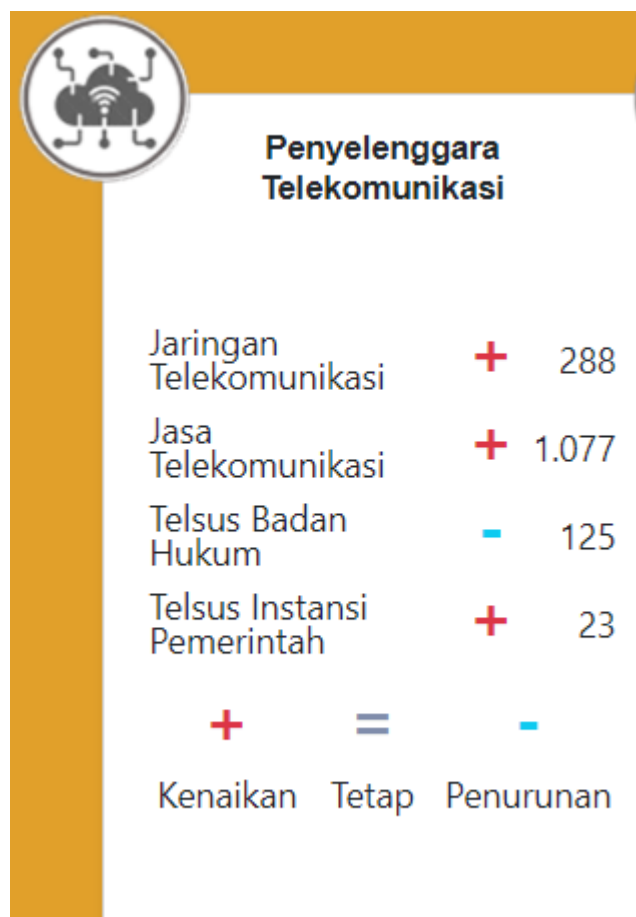 Penyelenggara
Telekomunikasi
Jaringan
Telekomunikasi + 288
Jasa
Telekomunikasi + 1.077
Telsus Badan
Hukum - 125
Telsus Instansi
Pemerintah + 23
+ = -
Kenaikan Tetap Penurunan